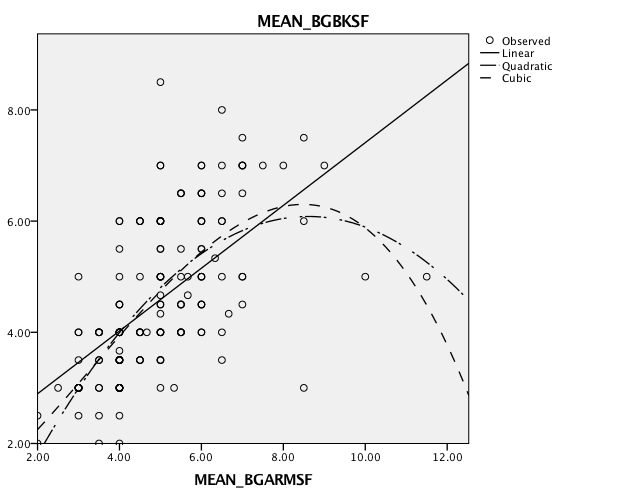 MEAN_BGBKSF
Observed
Linear
Quadratic
Cubic
8.00
6.00
4.00
2.00
2.00 4.00 6.00 8.00 10.00 12.00
MEAN_BGARMSF